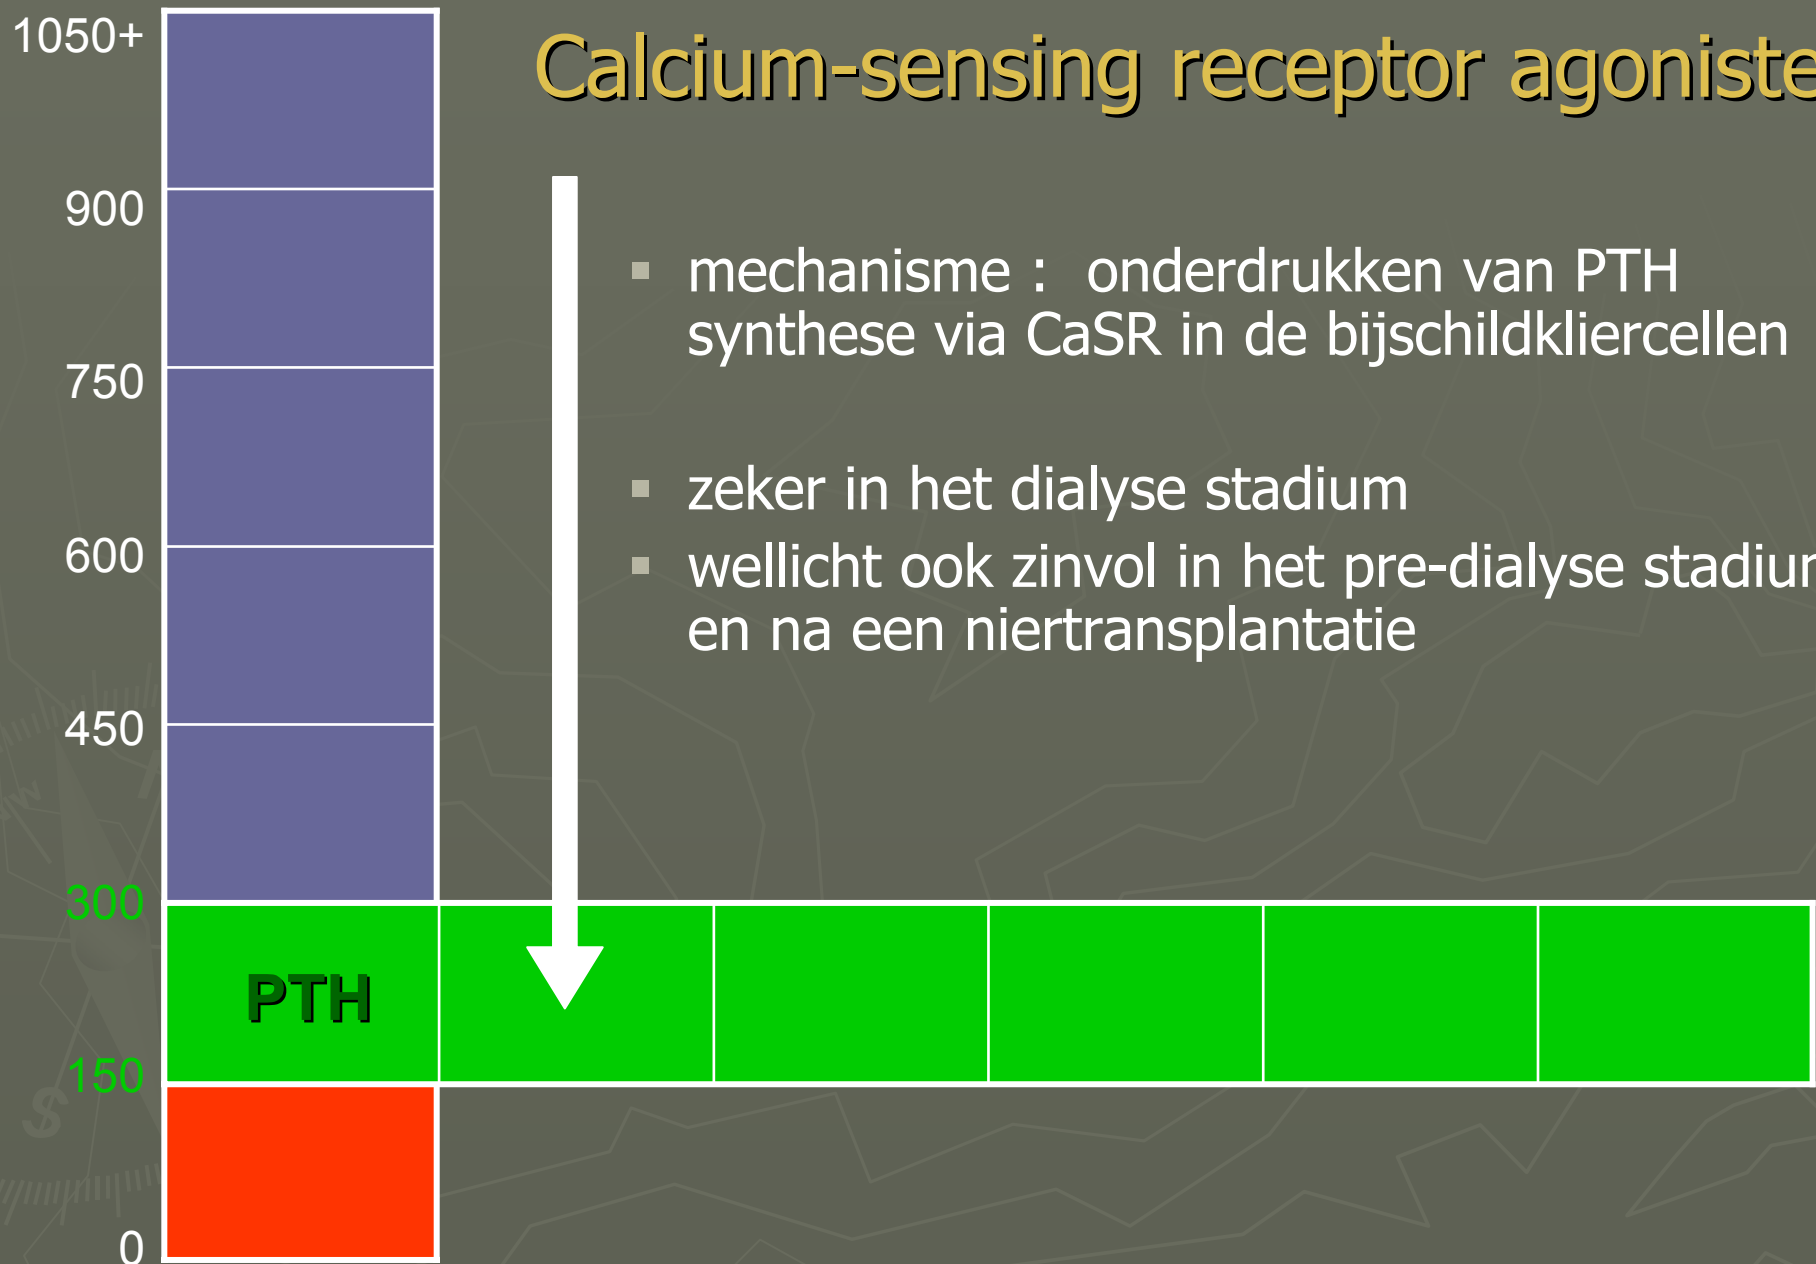 1050+
Calcium-sensing receptor agoniste
900
mechanisme : onderdrukken van PTH
synthese via CaSR in de bijschildkliercellen
750
zeker in het dialyse stadium
600
wellicht ook zinvol in het pre-dialyse stadium
en na een niertransplantatie
450
300
PTH
150
S
0